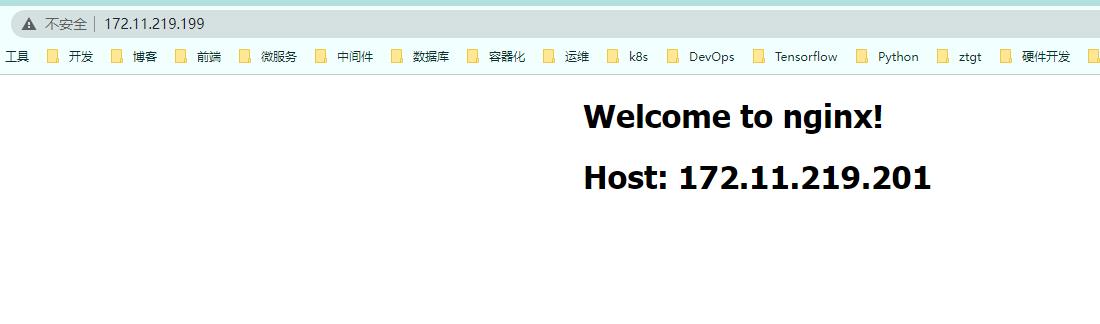 不安全 172.11.219.199
工具 开发 博客 前端 微服务 中间件 数据库 容器化 运维 k8s DevOps Tensorflow Python ztgt 硬件开发
Welcome to nginx!
Host: 172.11.219.201